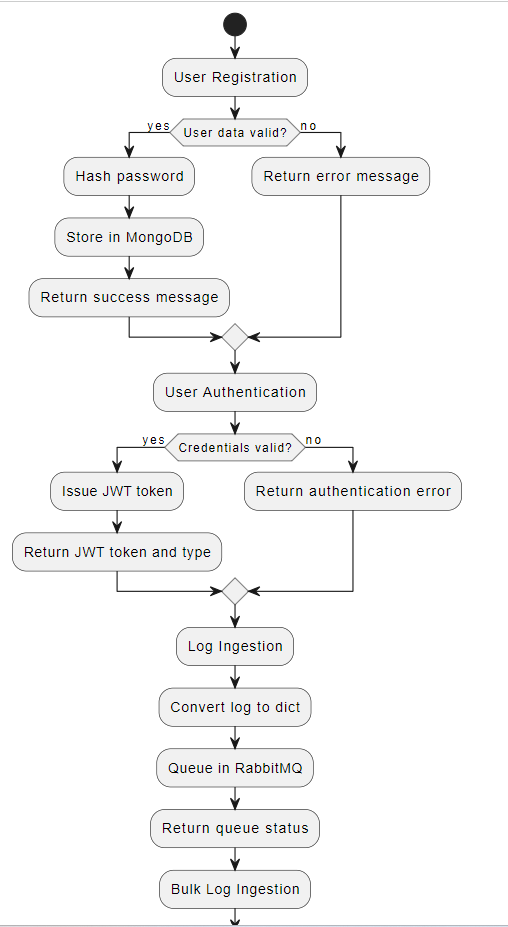 User Registration
yes
User data valid?
no
Hash password
Return error message
Store in MongoDB
Return success message
User Authentication
yes
Credentials valid?
no
Issue JWT token
Return authentication error
Return JWT token and type
Log Ingestion
Convert log to dict
Queue in RabbitMQ
Return queue status
Bulk Log Ingestion